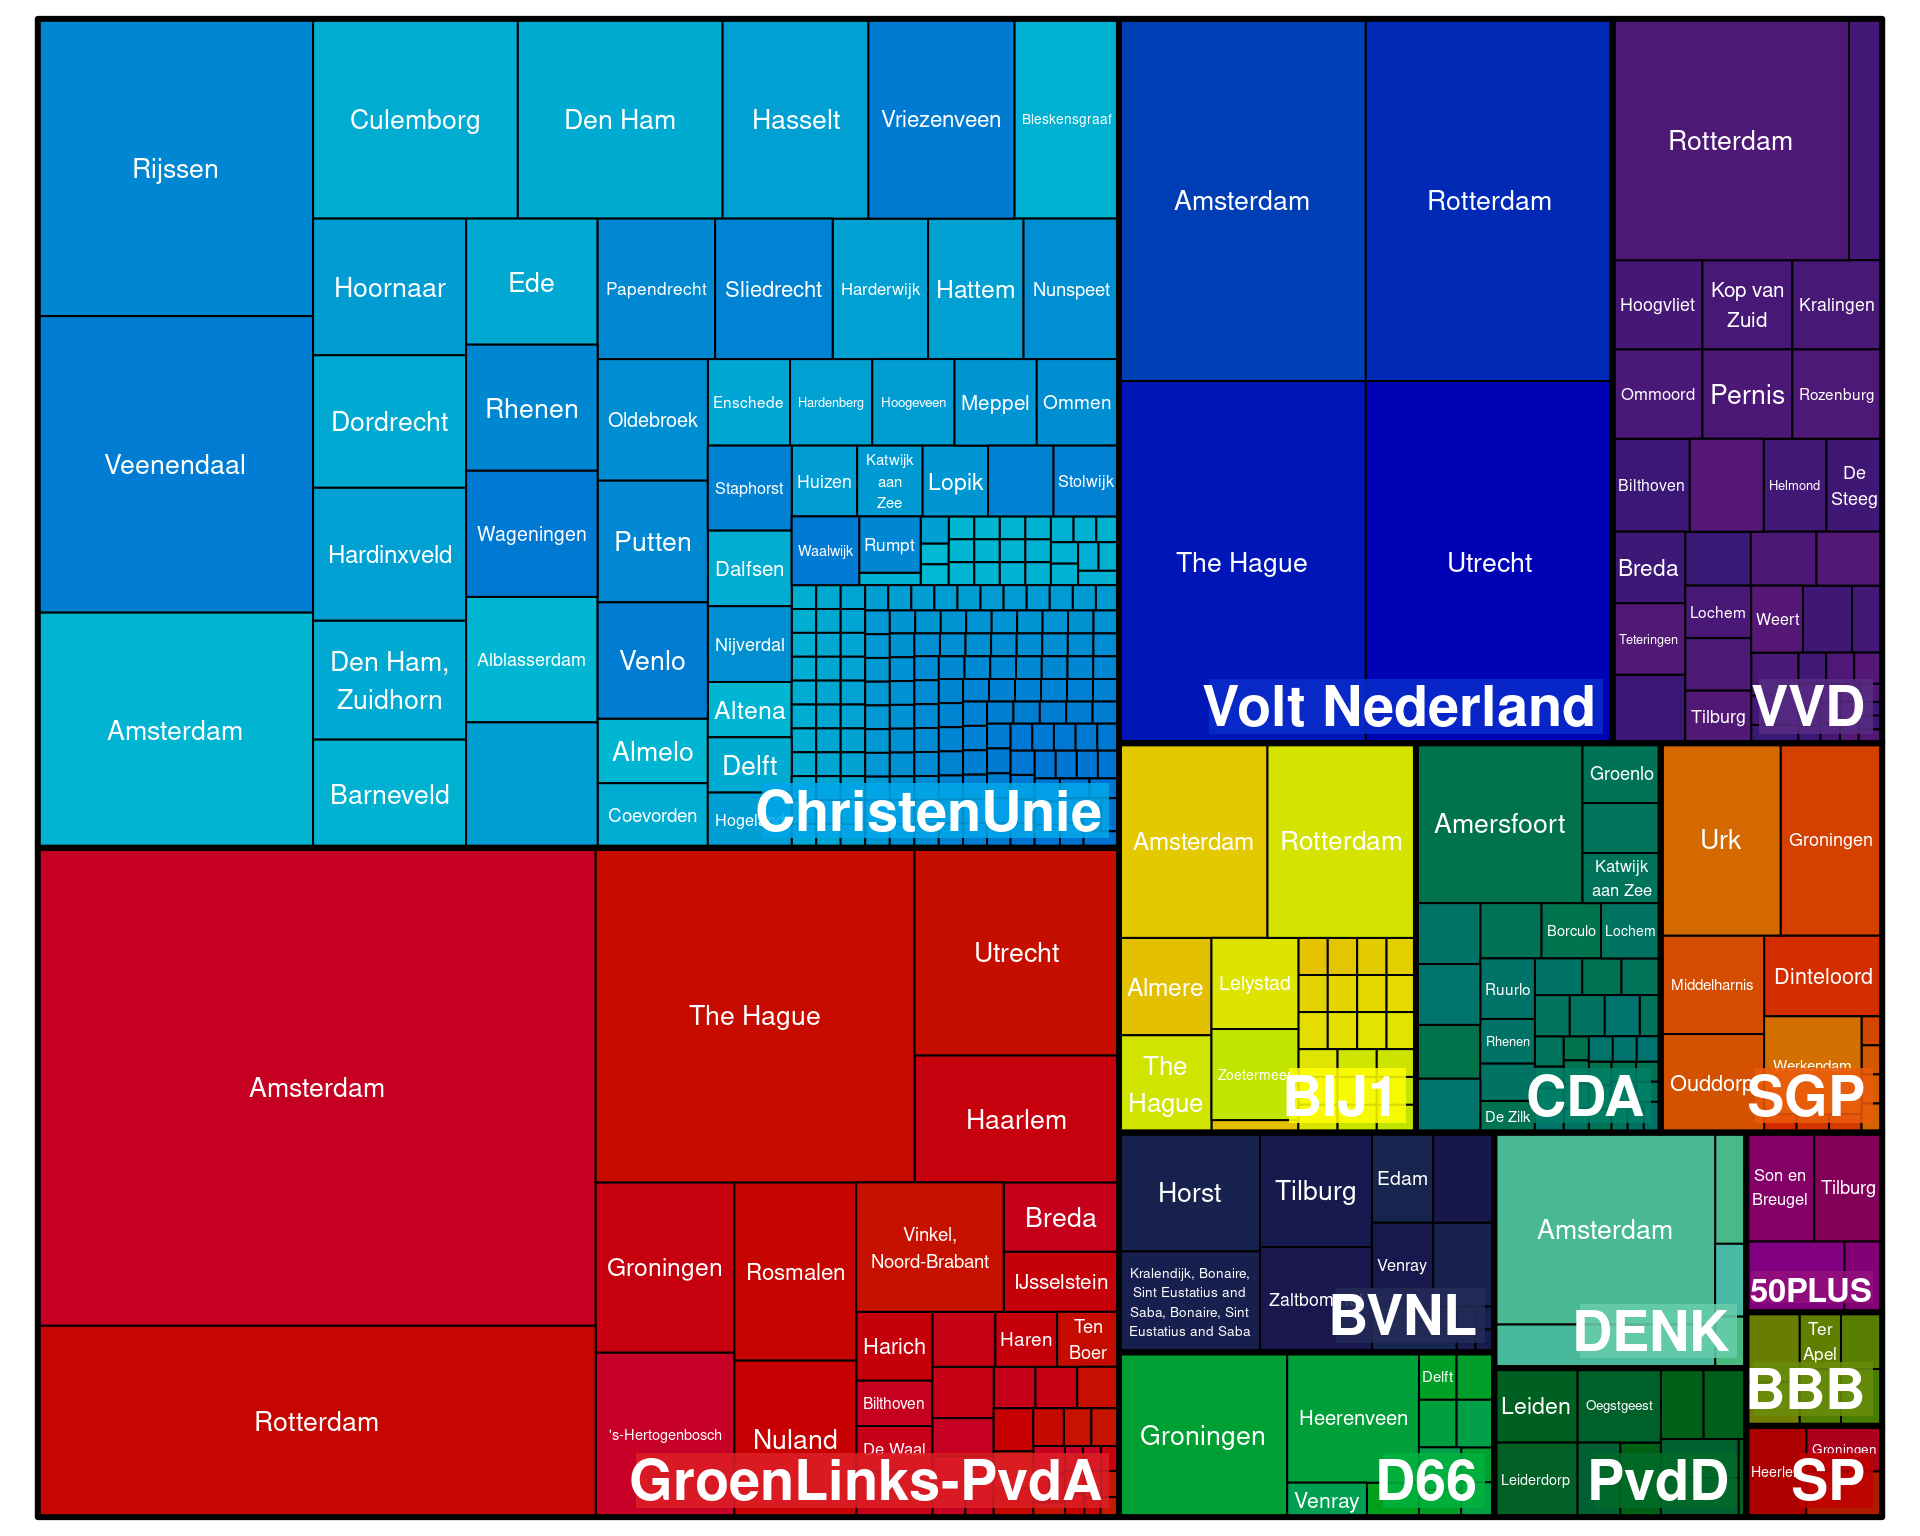 Rijssen
Veenendaal
Amsterdam
Culemborg
Den Ham
Hasselt
Vriezenveen
Bleskensgraaf
Hoornaar
Dordrecht
Hardinxveld
Den Ham,
Zuidhorn
Barneveld
Ede
Rhenen
Wageningen
Alblasserdam
Papendrecht
Sliedrecht
Harderwijk
Hattem
Nunspeet
Oldebroek
Putten
Venlo
Almelo
Coevorden
Enschede
Hardenberg
Hoogeveen
Meppel
Ommen
Staphorst
Dalfsen
Nijverdal
Altena
Delft
Huizen
Katwijk
aan
Zee
Lopik
Stolwijk
Waalwijk
Rumpt
ChristenUnie
Amsterdam
Rotterdam
The Hague
Utrecht
Haarlem
Groningen
's-Hertogenbosch
Rosmalen
Nuland
Vinkel,
Noord-Brabant
Breda
IJsselstein
Harich
Bilthoven
De Waal
Haren
Ten
Boer
GroenLinks-PvdA
Amsterdam
Rotterdam
The Hague
Utrecht
Volt Nederland
Rotterdam
Hoogvliet
Kop van
Zuid
Kralingen
Ommoord
Pernis
Rozenburg
Bilthoven
Helmond
De
Steeg
Breda
Teteringen
Lochem
Weert
Tilburg
VVD
Amsterdam
Rotterdam
Almere
The
Hague
Lelystad
Zoetermeer
BIJ1
Amersfoort
Groenlo
Katwijk
aan Zee
Borculo
Lochem
Ruurlo
Rhenen
De Zilk
CDA
Urk
Groningen
Middelharnis
Ouddorp
Dinteloord
Werkendam
SGP
Horst
Kralendijk, Bonaire,
Sint Eustatius and
Saba, Bonaire, Sint
Eustatius and Saba
Tilburg
Edam
Venray
BVNL
Amsterdam
DENK
Son en
Breugel
Tilburg
50PLUS
Ter
Apel
BBB
Groningen
Heerenveen
Delft
Venray
D66
Leiden
Oegstgeest
Leiderdorp
PvdD
Groningen
SP